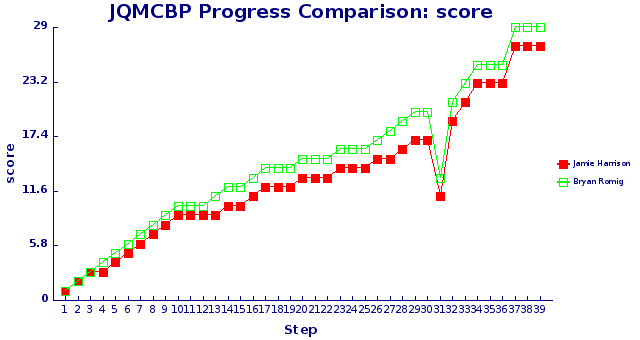 JQMCBP Progress Comparison: score
29
23.2
17.4
11.6
5.8
0
score
1 2 3 4 5 6 7 8 9 10 11 12 13 14 15 16 17 18 19 20 21 22 23 24 25 26 27 28 29 30 31 32 33 34 35 36 37 38 39
Step
Jamie Harrison
Bryan Romig